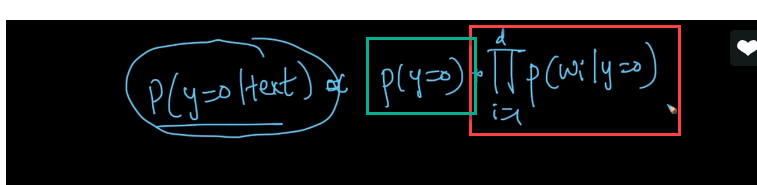 P(y=0|text) ∝ p(y=0) · ∏_{i=1}^{d} p(wi|y=0)